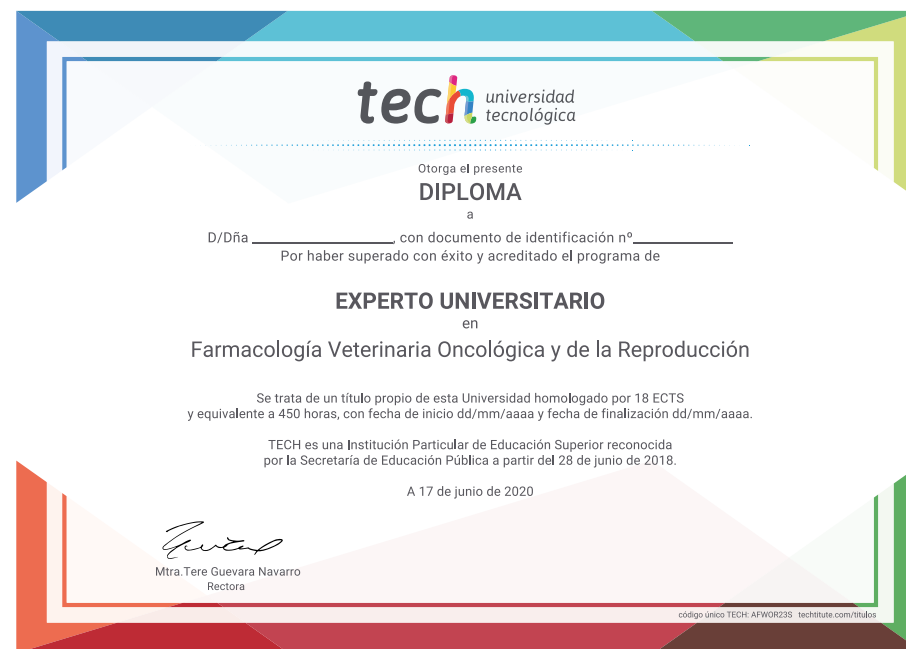 tech universidad
tecnológica
Otorga el presente
DIPLOMA
a
D/Dña ____________________, con documento de identificación nº______________
Por haber superado con éxito y acreditado el programa de
EXPERTO UNIVERSITARIO
en
Farmacología Veterinaria Oncológica y de la Reproducción
Se trata de un título propio de esta Universidad homologado por 18 ECTS
y equivalente a 450 horas, con fecha de inicio dd/mm/aaaa y fecha de finalización dd/mm/aaaa.
TECH es una Institución Particular de Educación Superior reconocida
por la Secretaría de Educación Pública a partir del 28 de junio de 2018.
A 17 de junio de 2020
Mtra.Tere Guevara Navarro
Rectora
código único TECH: AFWOR23S techtitute.com/titulos